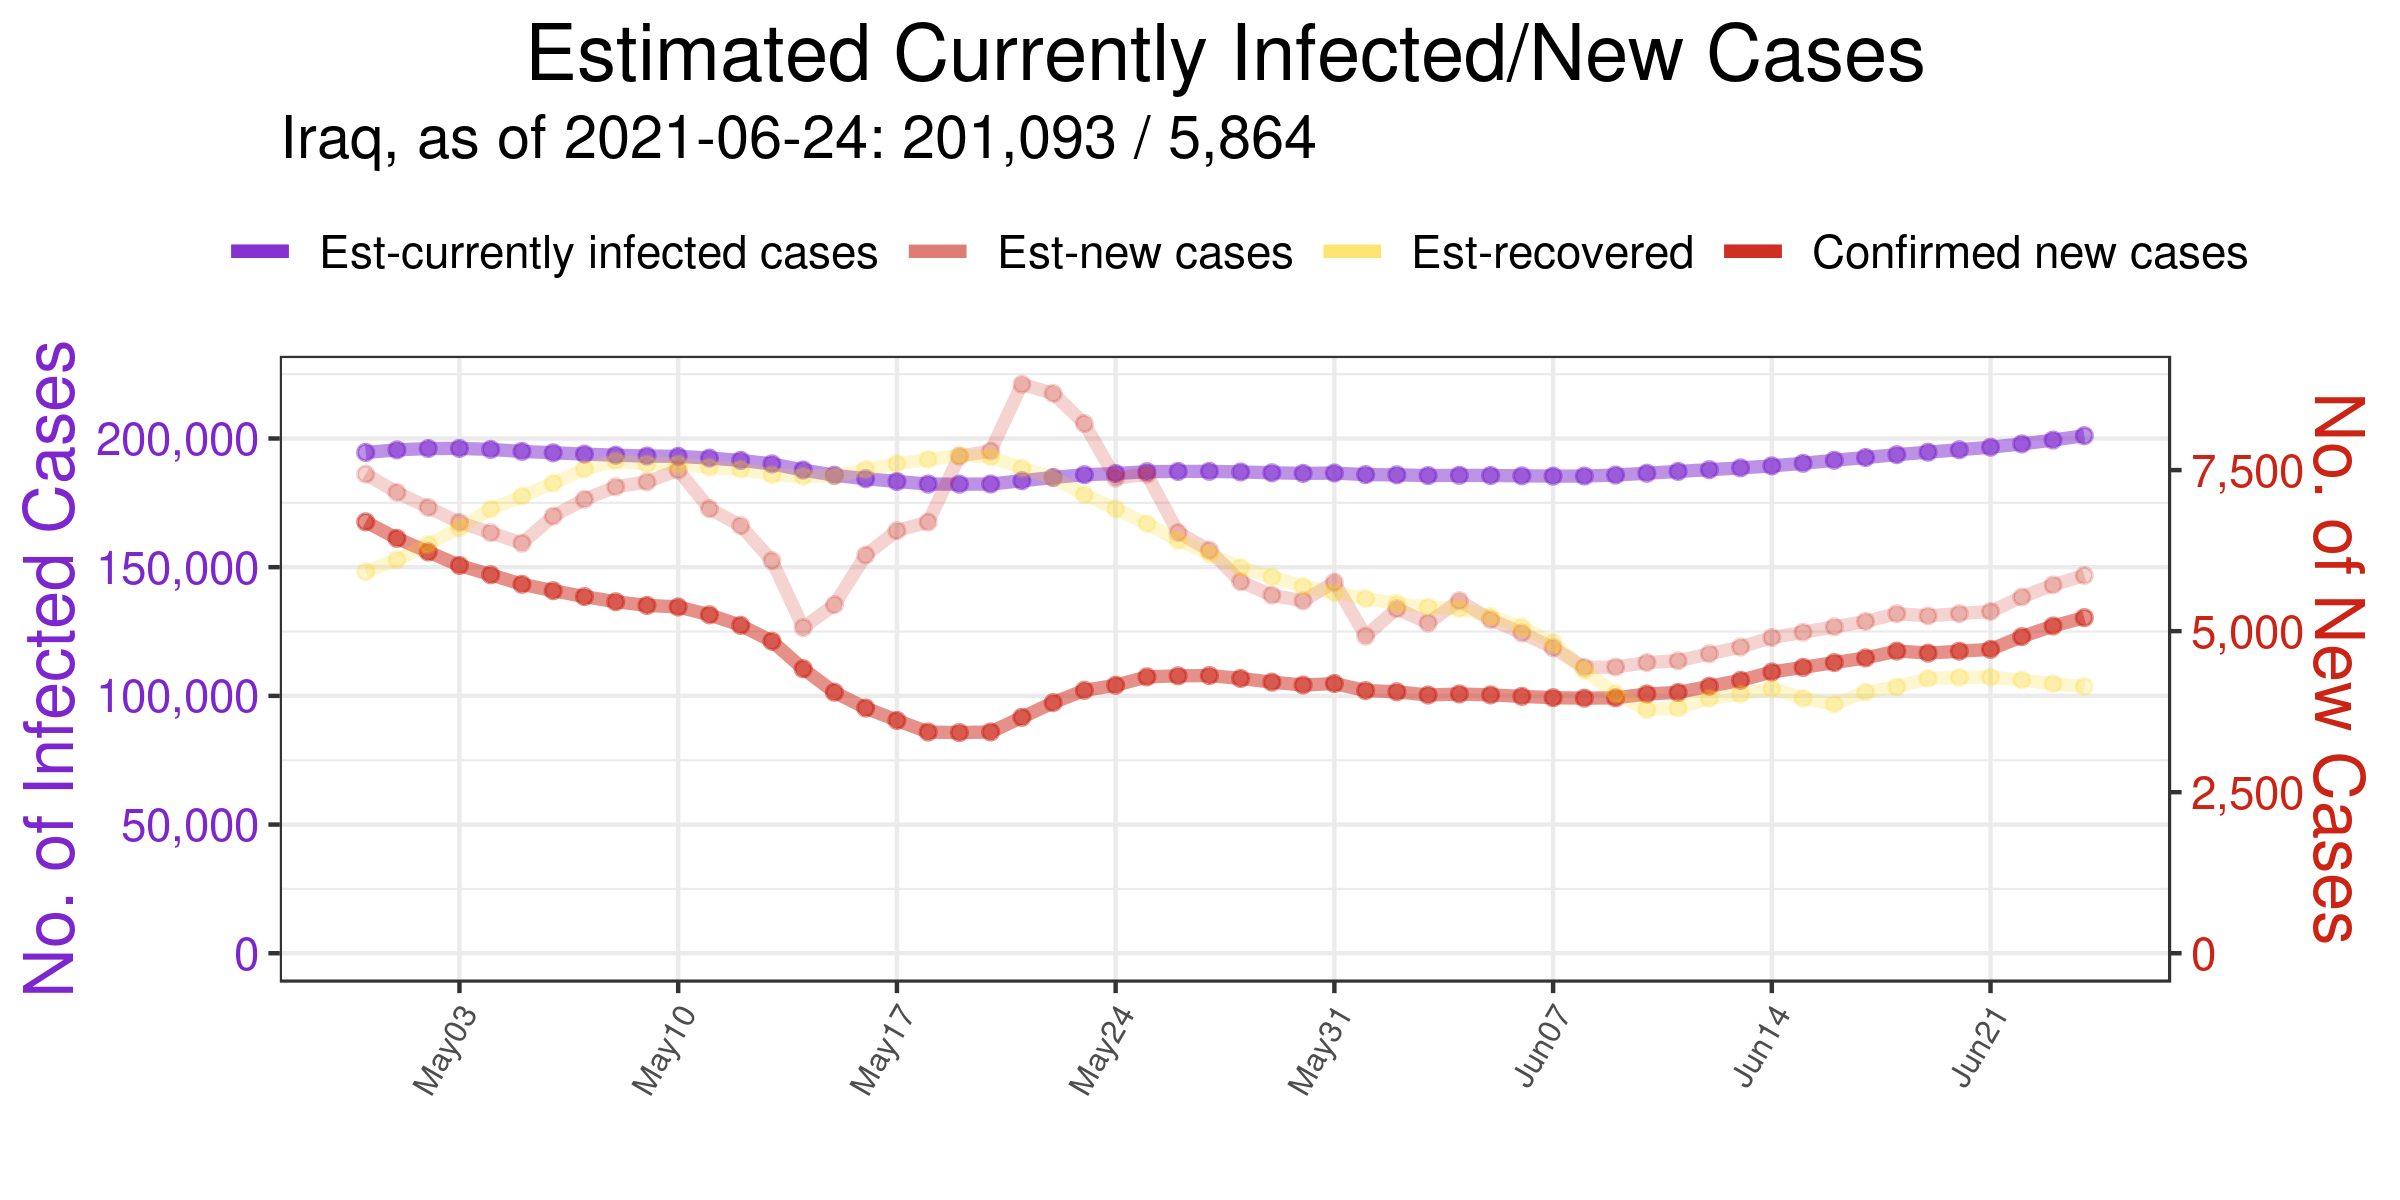 Estimated Currently Infected/New Cases
Iraq, as of 2021-06-24: 201,093 / 5,864
Est-currently infected cases Est-new cases Est-recovered Confirmed new cases
No. of Infected Cases
200,000
150,000
100,000
50,000
0
7,500
5,000
2,500
0
No. of New Cases
May03 May10 May17 May24 May31 Jun07 Jun14 Jun21